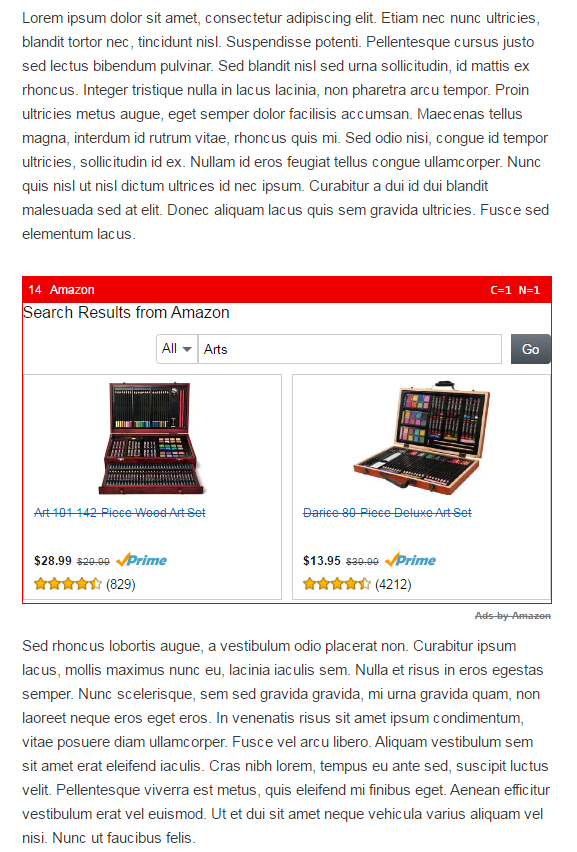 Lorem ipsum dolor sit amet, consectetur adipiscing elit. Etiam nec nunc ultricies,
blandit tortor nec, tincidunt nisl. Suspendisse potenti. Pellentesque cursus justo
sed lectus bibendum pulvinar. Sed blandit nisl sed urna sollicitudin, id mattis ex
rhoncus. Integer tristique nulla in lacus lacinia, non pharetra arcu tempor. Proin
ultricies metus augue, eget semper dolor facilisis accumsan. Maecenas tellus
magna, interdum id rutrum vitae, rhoncus quis mi. Sed odio nisi, congue id tempor
ultricies, sollicitudin id ex. Nullam id eros feugiat tellus congue ullamcorper. Nunc
quis nisl ut nisl dictum ultrices id nec ipsum. Curabitur a dui id dui blandit
malesuada sed at elit. Donec aliquam lacus quis sem gravida ultricies. Fusce sed
elementum lacus.
14 Amazon C=1 N=1
Search Results from Amazon
All Arts Go
Art 101 142-Piece Wood Art Set
$28.99 $29.99 Prime
(829)
Darice 80-Piece Deluxe Art Set
$13.95 $39.99 Prime
(4212)
Ads by Amazon
Sed rhoncus lobortis augue, a vestibulum odio placerat non. Curabitur ipsum
lacus, mollis maximus nunc eu, lacinia iaculis sem. Nulla et risus in eros egestas
semper. Nunc scelerisque, sem sed gravida gravida, mi urna gravida quam, non
laoreet neque eros eget eros. In venenatis risus sit amet ipsum condimentum,
vitae posuere diam ullamcorper. Fusce vel arcu libero. Aliquam vestibulum sem
sit amet erat eleifend iaculis. Cras nibh lorem, tempus eu ante sed, suscipit luctus
velit. Pellentesque viverra est metus, quis eleifend mi finibus eget. Aenean efficitur
vestibulum erat vel euismod. Ut et dui sit amet neque vehicula varius aliquam vel
nisi. Nunc ut faucibus felis.